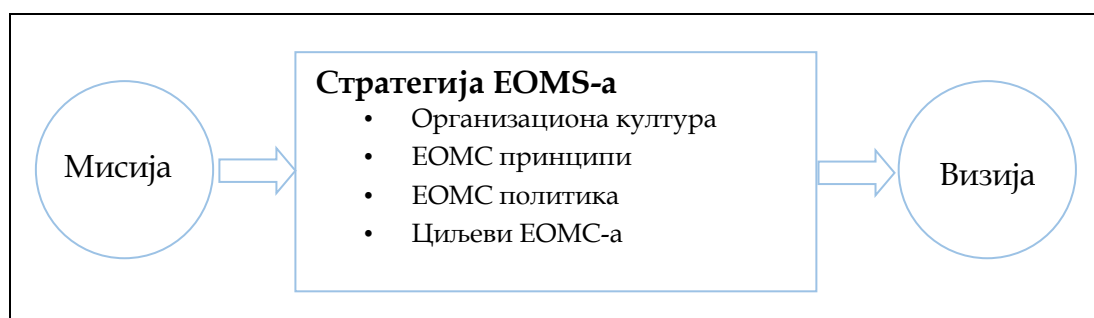 Мисија
Стратегија EOMS-а
• Организациона култура
• ЕОМС принципи
• ЕОМС политика
• Циљеви ЕОМС-а
Визија